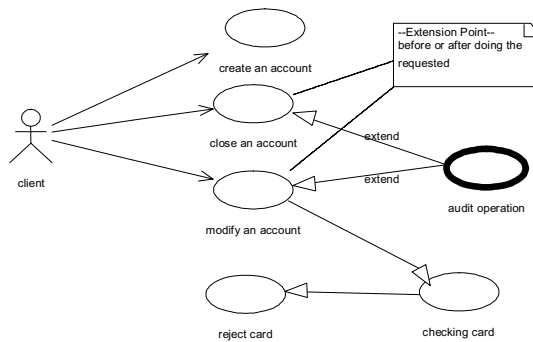 --Extension Point--
before or after doing the
requested
create an account
close an account
extend
client
extend
modify an account
audit operation
reject card
checking card